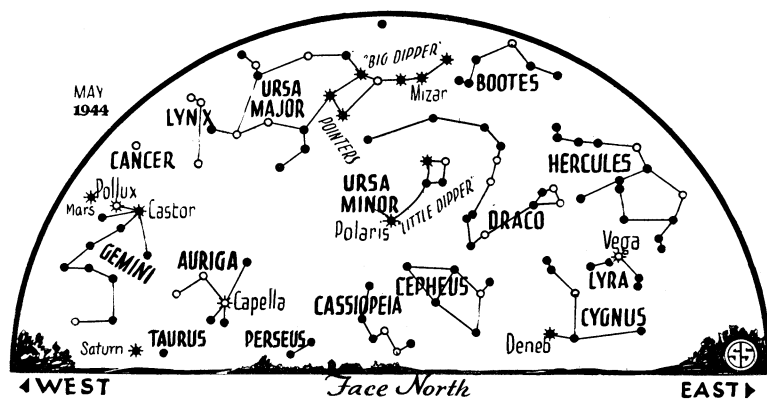 "BIG DIPPER"
BOOTES
Mizar
MAY
1944
URSA
MAJOR
LYNX
POINTERS
CANCER
HERCULES
Pollux
Mars
Castor
URSA
MINOR
"LITTLE DIPPER"
Polaris
DRACO
GEMINI
AURIGA
Vega
LYRA
Capella
CASSIOPEIA
CEPHEUS
CYGNUS
Saturn
TAURUS
PERSEUS
Deneb
SS
WEST
Face North
EAST